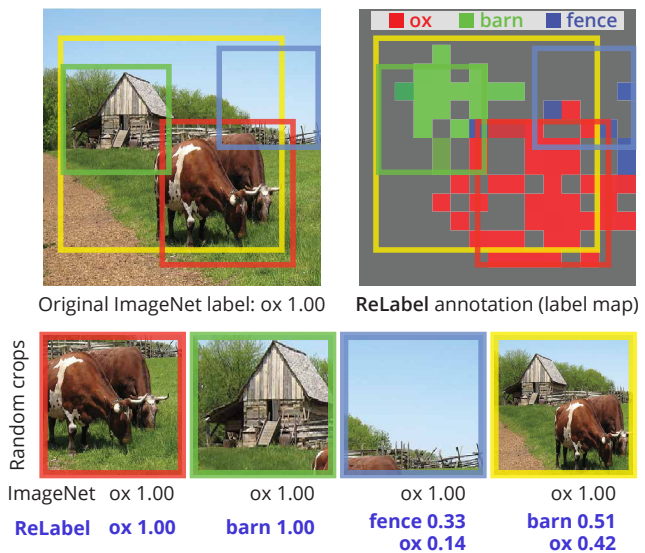 ox barn fence
Original ImageNet label: ox 1.00
ReLabel annotation (label map)
Random crops
ImageNet ox 1.00 ox 1.00 ox 1.00 ox 1.00
ReLabel ox 1.00 barn 1.00 fence 0.33 barn 0.51
ox 0.14 ox 0.42